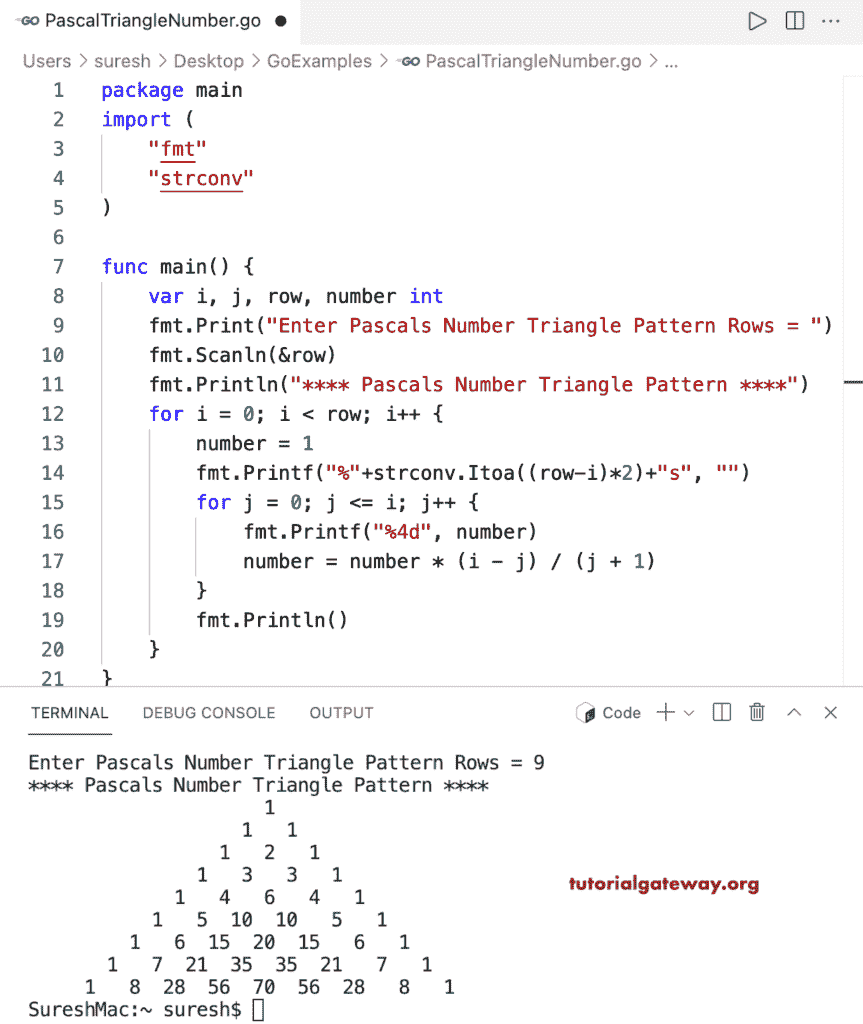 GO PascalTriangleNumber.go ●
Users > suresh > Desktop > GoExamples > GO PascalTriangleNumber.go > ...
1 package main
2 import (
3     "fmt"
4     "strconv"
5 )
6
7 func main() {
8     var i, j, row, number int
9     fmt.Print("Enter Pascals Number Triangle Pattern Rows = ")
10     fmt.Scanln(&row)
11     fmt.Println("**** Pascals Number Triangle Pattern ****")
12     for i = 0; i < row; i++ {
13         number = 1
14         fmt.Printf("%"+strconv.Itoa((row-i)*2)+"s", "")
15         for j = 0; j <= i; j++ {
16             fmt.Printf("%4d", number)
17             number = number * (i - j) / (j + 1)
18         }
19         fmt.Println()
20     }
21 }
TERMINAL DEBUG CONSOLE OUTPUT Code
Enter Pascals Number Triangle Pattern Rows = 9
**** Pascals Number Triangle Pattern ****
                     1
                   1   1
                 1   2   1
               1   3   3   1
             1   4   6   4   1
           1   5  10  10   5   1
         1   6  15  20  15   6   1
       1   7  21  35  35  21   7   1
     1   8  28  56  70  56  28   8   1
tutorialgateway.org
SureshMac:~ suresh$